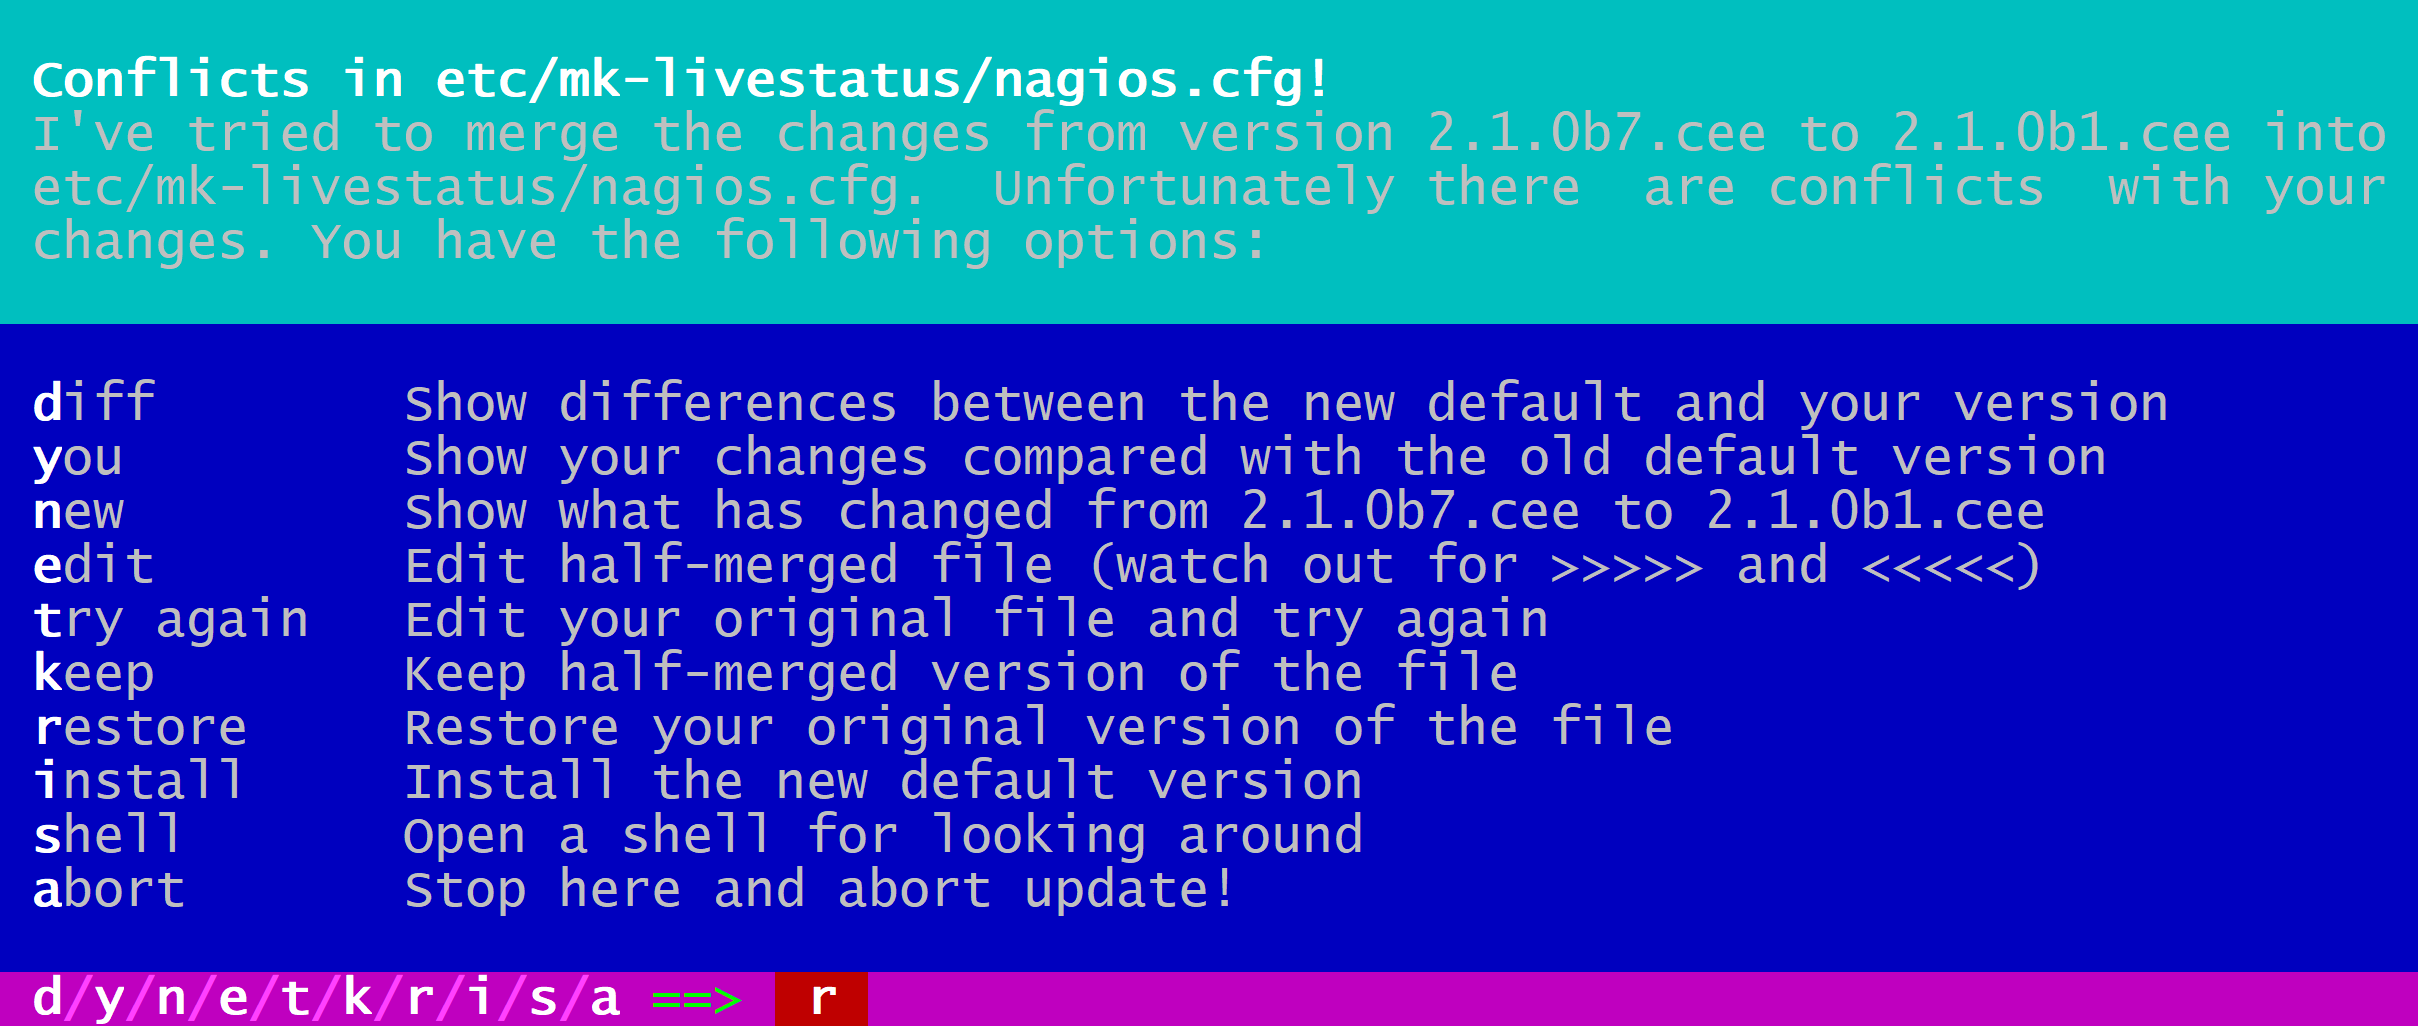 Conflicts in etc/mk-livestatus/nagios.cfg!
I've tried to merge the changes from version 2.1.0b7.cee to 2.1.0b1.cee into
etc/mk-livestatus/nagios.cfg.  Unfortunately there  are conflicts  with your
changes. You have the following options:
diff        Show differences between the new default and your version
you         Show your changes compared with the old default version
new         Show what has changed from 2.1.0b7.cee to 2.1.0b1.cee
edit        Edit half-merged file (watch out for >>>>> and <<<<<)
try again   Edit your original file and try again
keep        Keep half-merged version of the file
restore     Restore your original version of the file
install     Install the new default version
shell       Open a shell for looking around
abort       Stop here and abort update!
d/y/n/e/t/k/r/i/s/a ==>  r